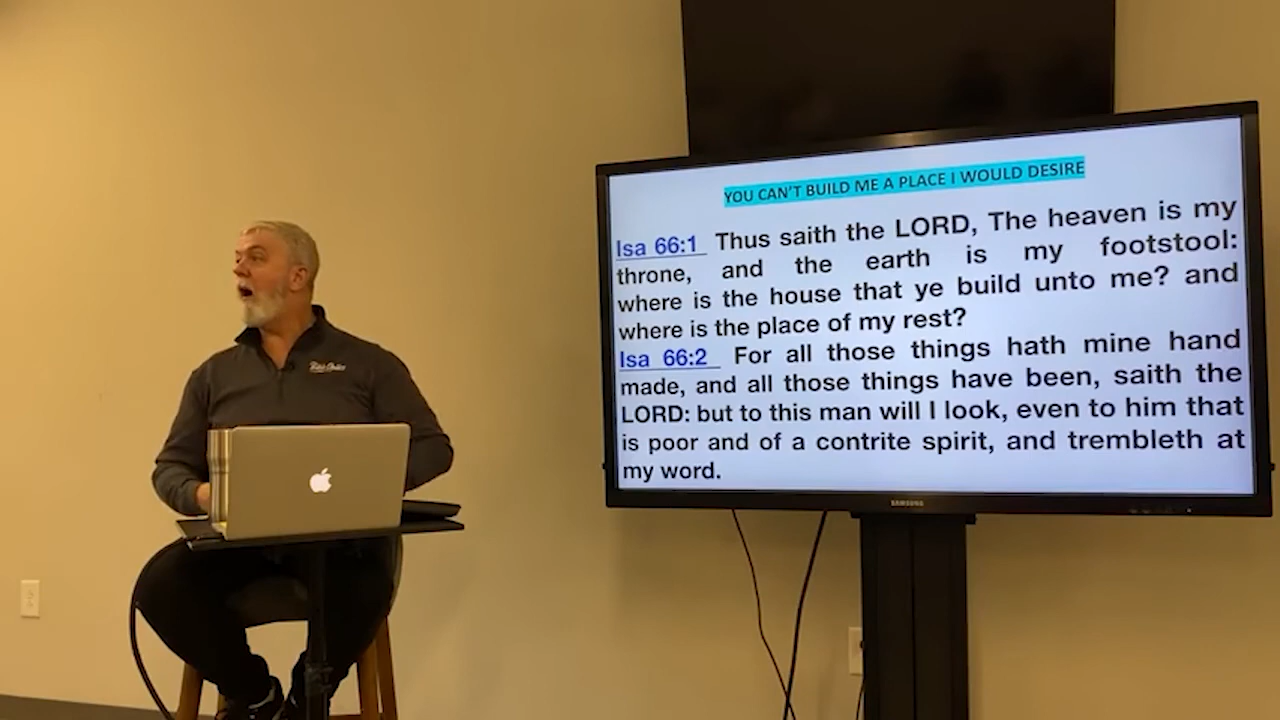 YOU CAN'T BUILD ME A PLACE I WOULD DESIRE
Isa 66:1 Thus saith the LORD, The heaven is my
throne, and the earth is my footstool:
where is the house that ye build unto me? and
where is the place of my rest?
Isa 66:2 For all those things hath mine hand
made, and all those things have been, saith the
LORD: but to this man will I look, even to him that
is poor and of a contrite spirit, and trembleth at
my word.
SAMSUNG